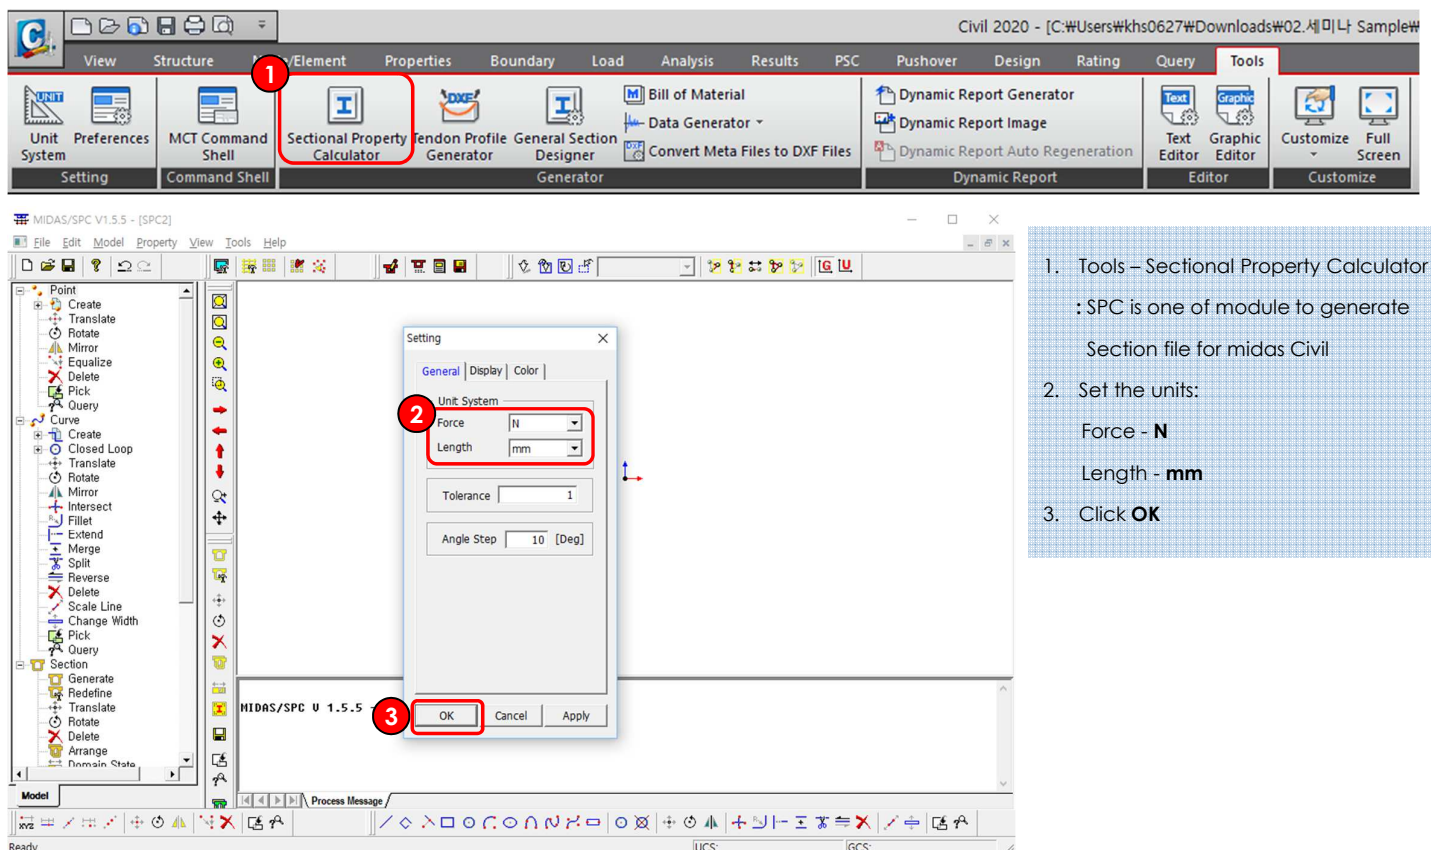 Civil 2020 - [C:₩Users₩khs0627₩Downloads₩02.세미나 Sample₩
View Structure Node/Element Properties Boundary Load Analysis Results PSC Pushover Design Rating Query Tools
1
UNIT
DXF
Text
Graphic
Unit System
Preferences
MCT Command Shell
Sectional Property Calculator
Tendon Profile Generator
General Section Designer
Bill of Material
Data Generator
Convert Meta Files to DXF Files
Dynamic Report Generator
Dynamic Report Image
Dynamic Report Auto Regeneration
Text Editor
Graphic Editor
Customize
Full Screen
Setting Command Shell Generator Dynamic Report Editor Customize
MIDAS/SPC V1.5.5 - [SPC2]
File Edit Model Property View Tools Help
Point
Create
Translate
Rotate
Mirror
Equalize
Delete
Pick
Query
Curve
Create
Closed Loop
Translate
Rotate
Mirror
Intersect
Fillet
Extend
Merge
Split
Reverse
Delete
Scale Line
Change Width
Pick
Query
Section
Generate
Redefine
Translate
Rotate
Delete
Arrange
Domain State
Model
Setting
General Display Color
Unit System
2
Force N
Length mm
Tolerance 1
Angle Step 10 [Deg]
3
OK Cancel Apply
MIDAS/SPC V 1.5.5 -
Process Message
Ready
UCS: GCS:
1. Tools – Sectional Property Calculator
: SPC is one of module to generate
Section file for midas Civil
2. Set the units:
Force - N
Length - mm
3. Click OK